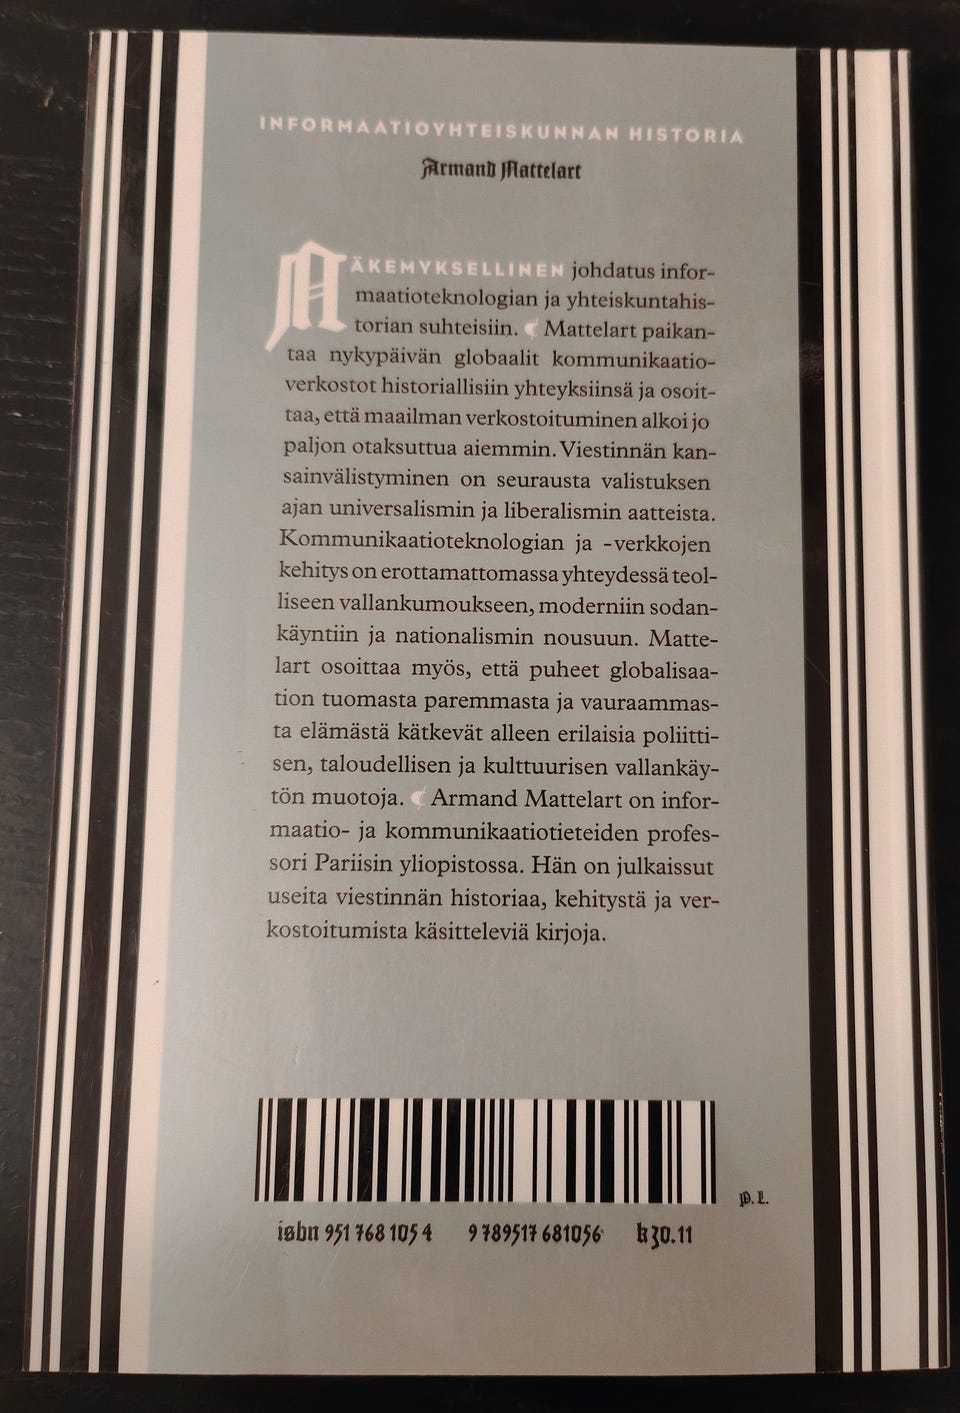 INFORMAATIOYHTEISKUNNAN HISTORIA
Armand Mattelart
NÄKEMYKSELLINEN johdatus infor-
maatioteknologian ja yhteiskuntahis-
torian suhteisiin. ¶ Mattelart paikan-
taa nykypäivän globaalit kommunikaatio-
verkostot historiallisiin yhteyksiinsä ja osoit-
taa, että maailman verkostoituminen alkoi jo
paljon otaksuttua aiemmin. Viestinnän kan-
sainvälistyminen on seurausta valistuksen
ajan universalismin ja liberalismin aatteista.
Kommunikaatioteknologian ja -verkkojen
kehitys on erottamattomassa yhteydessä teol-
liseen vallankumoukseen, moderniin sodan-
käyntiin ja nationalismin nousuun. Matte-
lart osoittaa myös, että puheet globalisaa-
tion tuomasta paremmasta ja vauraammas-
ta elämästä kätkevät alleen erilaisia poliitti-
sen, taloudellisen ja kulttuurisen vallankäy-
tön muotoja. ¶ Armand Mattelart on infor-
maatio- ja kommunikaatiotieteiden profes-
sori Pariisin yliopistossa. Hän on julkaissut
useita viestinnän historiaa, kehitystä ja ver-
kostoitumista käsitteleviä kirjoja.
P. L.
isbn 951 768 105 4 9 789517 681056 k30.11